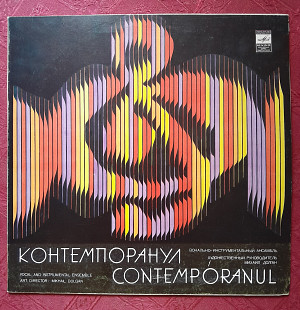 КОНТЕМПОРАНУЛ
ВОКАЛЬНО-ИНСТРУМЕНТАЛЬНЫЙ АНСАМБЛЬ
ХУДОЖЕСТВЕННЫЙ РУКОВОДИТЕЛЬ
МИХАИЛ ДОЛГАН
VOCAL AND INSTRUMENTAL ENSEMBLE
ART DIRECTOR - MIKHAIL DOLGAN
CONTEMPORANUL